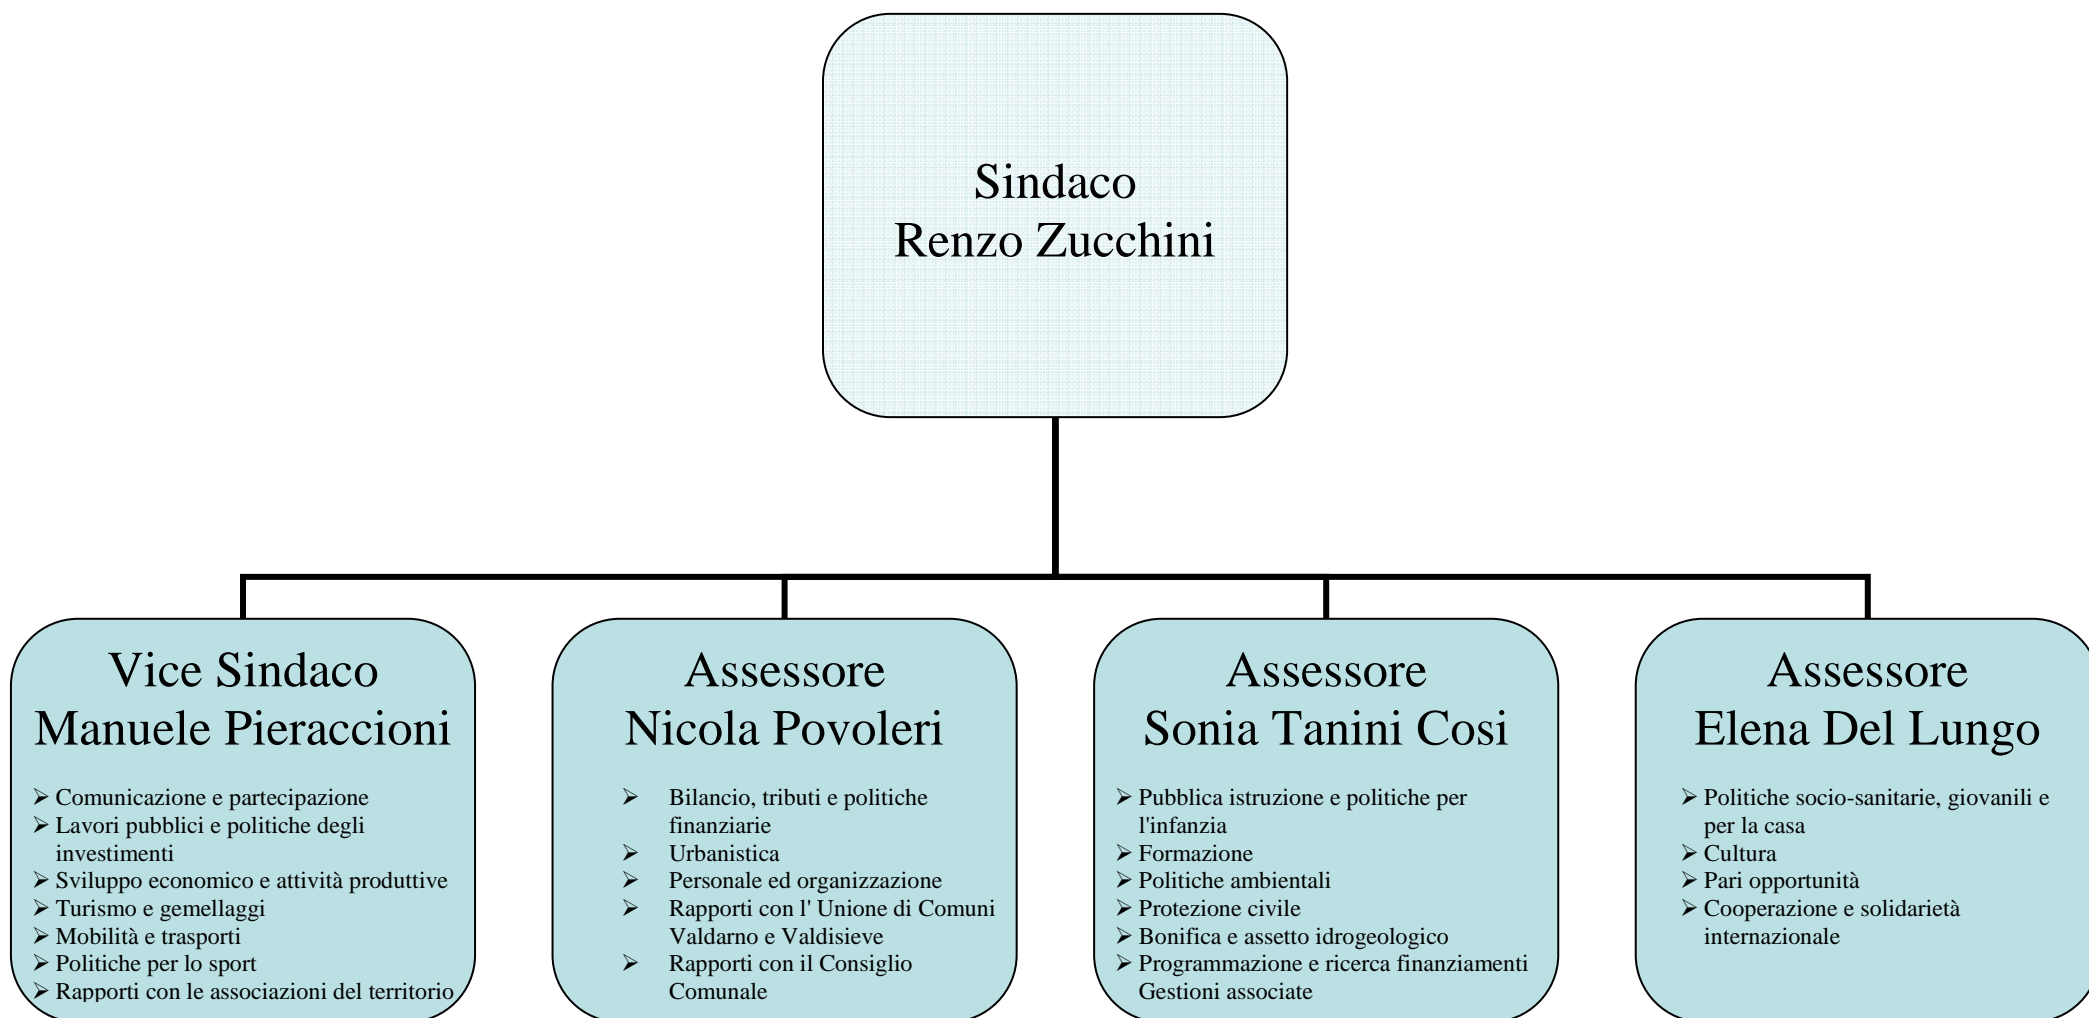 Sindaco
Renzo Zucchini
Vice Sindaco
Manuele Pieraccioni
➢ Comunicazione e partecipazione
➢ Lavori pubblici e politiche degli
investimenti
➢ Sviluppo economico e attività produttive
➢ Turismo e gemellaggi
➢ Mobilità e trasporti
➢ Politiche per lo sport
➢ Rapporti con le associazioni del territorio
Assessore
Nicola Povoleri
➢ Bilancio, tributi e politiche
finanziarie
➢ Urbanistica
➢ Personale ed organizzazione
➢ Rapporti con l' Unione di Comuni
Valdarno e Valdisieve
➢ Rapporti con il Consiglio
Comunale
Assessore
Sonia Tanini Cosi
➢ Pubblica istruzione e politiche per
l'infanzia
➢ Formazione
➢ Politiche ambientali
➢ Protezione civile
➢ Bonifica e assetto idrogeologico
➢ Programmazione e ricerca finanziamenti
Gestioni associate
Assessore
Elena Del Lungo
➢ Politiche socio-sanitarie, giovanili e
per la casa
➢ Cultura
➢ Pari opportunità
➢ Cooperazione e solidarietà
internazionale